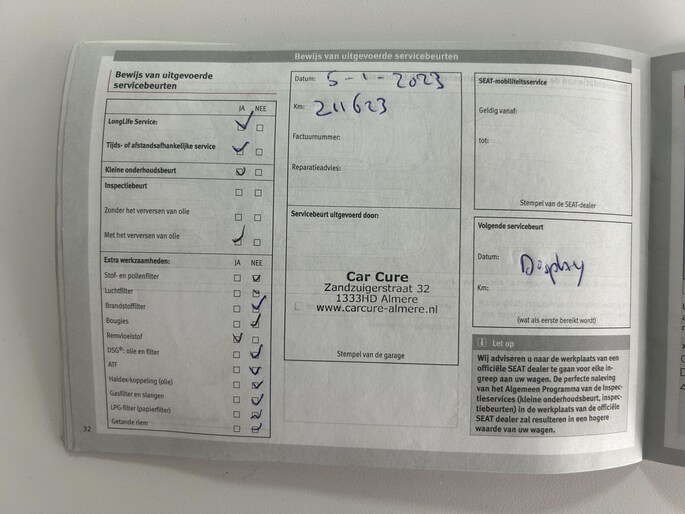 Bewijs van uitgevoerde servicebeurten
Bewijs van uitgevoerde
servicebeurten
JA NEE
LongLife Service:
Tijds- of afstandsafhankelijke service
Kleine onderhoudsbeurt
Inspectiebeurt
Zonder het verversen van olie
Met het verversen van olie
Extra werkzaamheden: JA NEE
Stof- en pollenfilter
Luchtfilter
Brandstoffilter
Bougies
Remvloeistof
DSG®: olie en filter
ATF
Haldex-koppeling (olie)
Gasfilter en slangen
LPG-filter (papierfilter)
Getande riem
32
Datum: 5-1-2023
Km: 211623
Factuurnummer:
Reparatieadvies:
Servicebeurt uitgevoerd door:
Car Cure
Zandzuigerstraat 32
1333HD Almere
www.carcure-almere.nl
Stempel van de garage
SEAT-mobiliteitsservice
Geldig vanaf:
tot:
Stempel van de SEAT-dealer
Volgende servicebeurt
Datum: Display
Km:
(wat als eerste bereikt wordt)
i Let op
Wij adviseren u naar de werkplaats van een
officiële SEAT dealer te gaan voor elke in-
greep aan uw wagen. De perfecte naleving
van het Algemeen Programma van de Inspec-
tieservices (kleine onderhoudsbeurt, inspec-
tiebeurten) in de werkplaats van de officiële
SEAT dealer zal resulteren in een hogere
waarde van uw wagen.